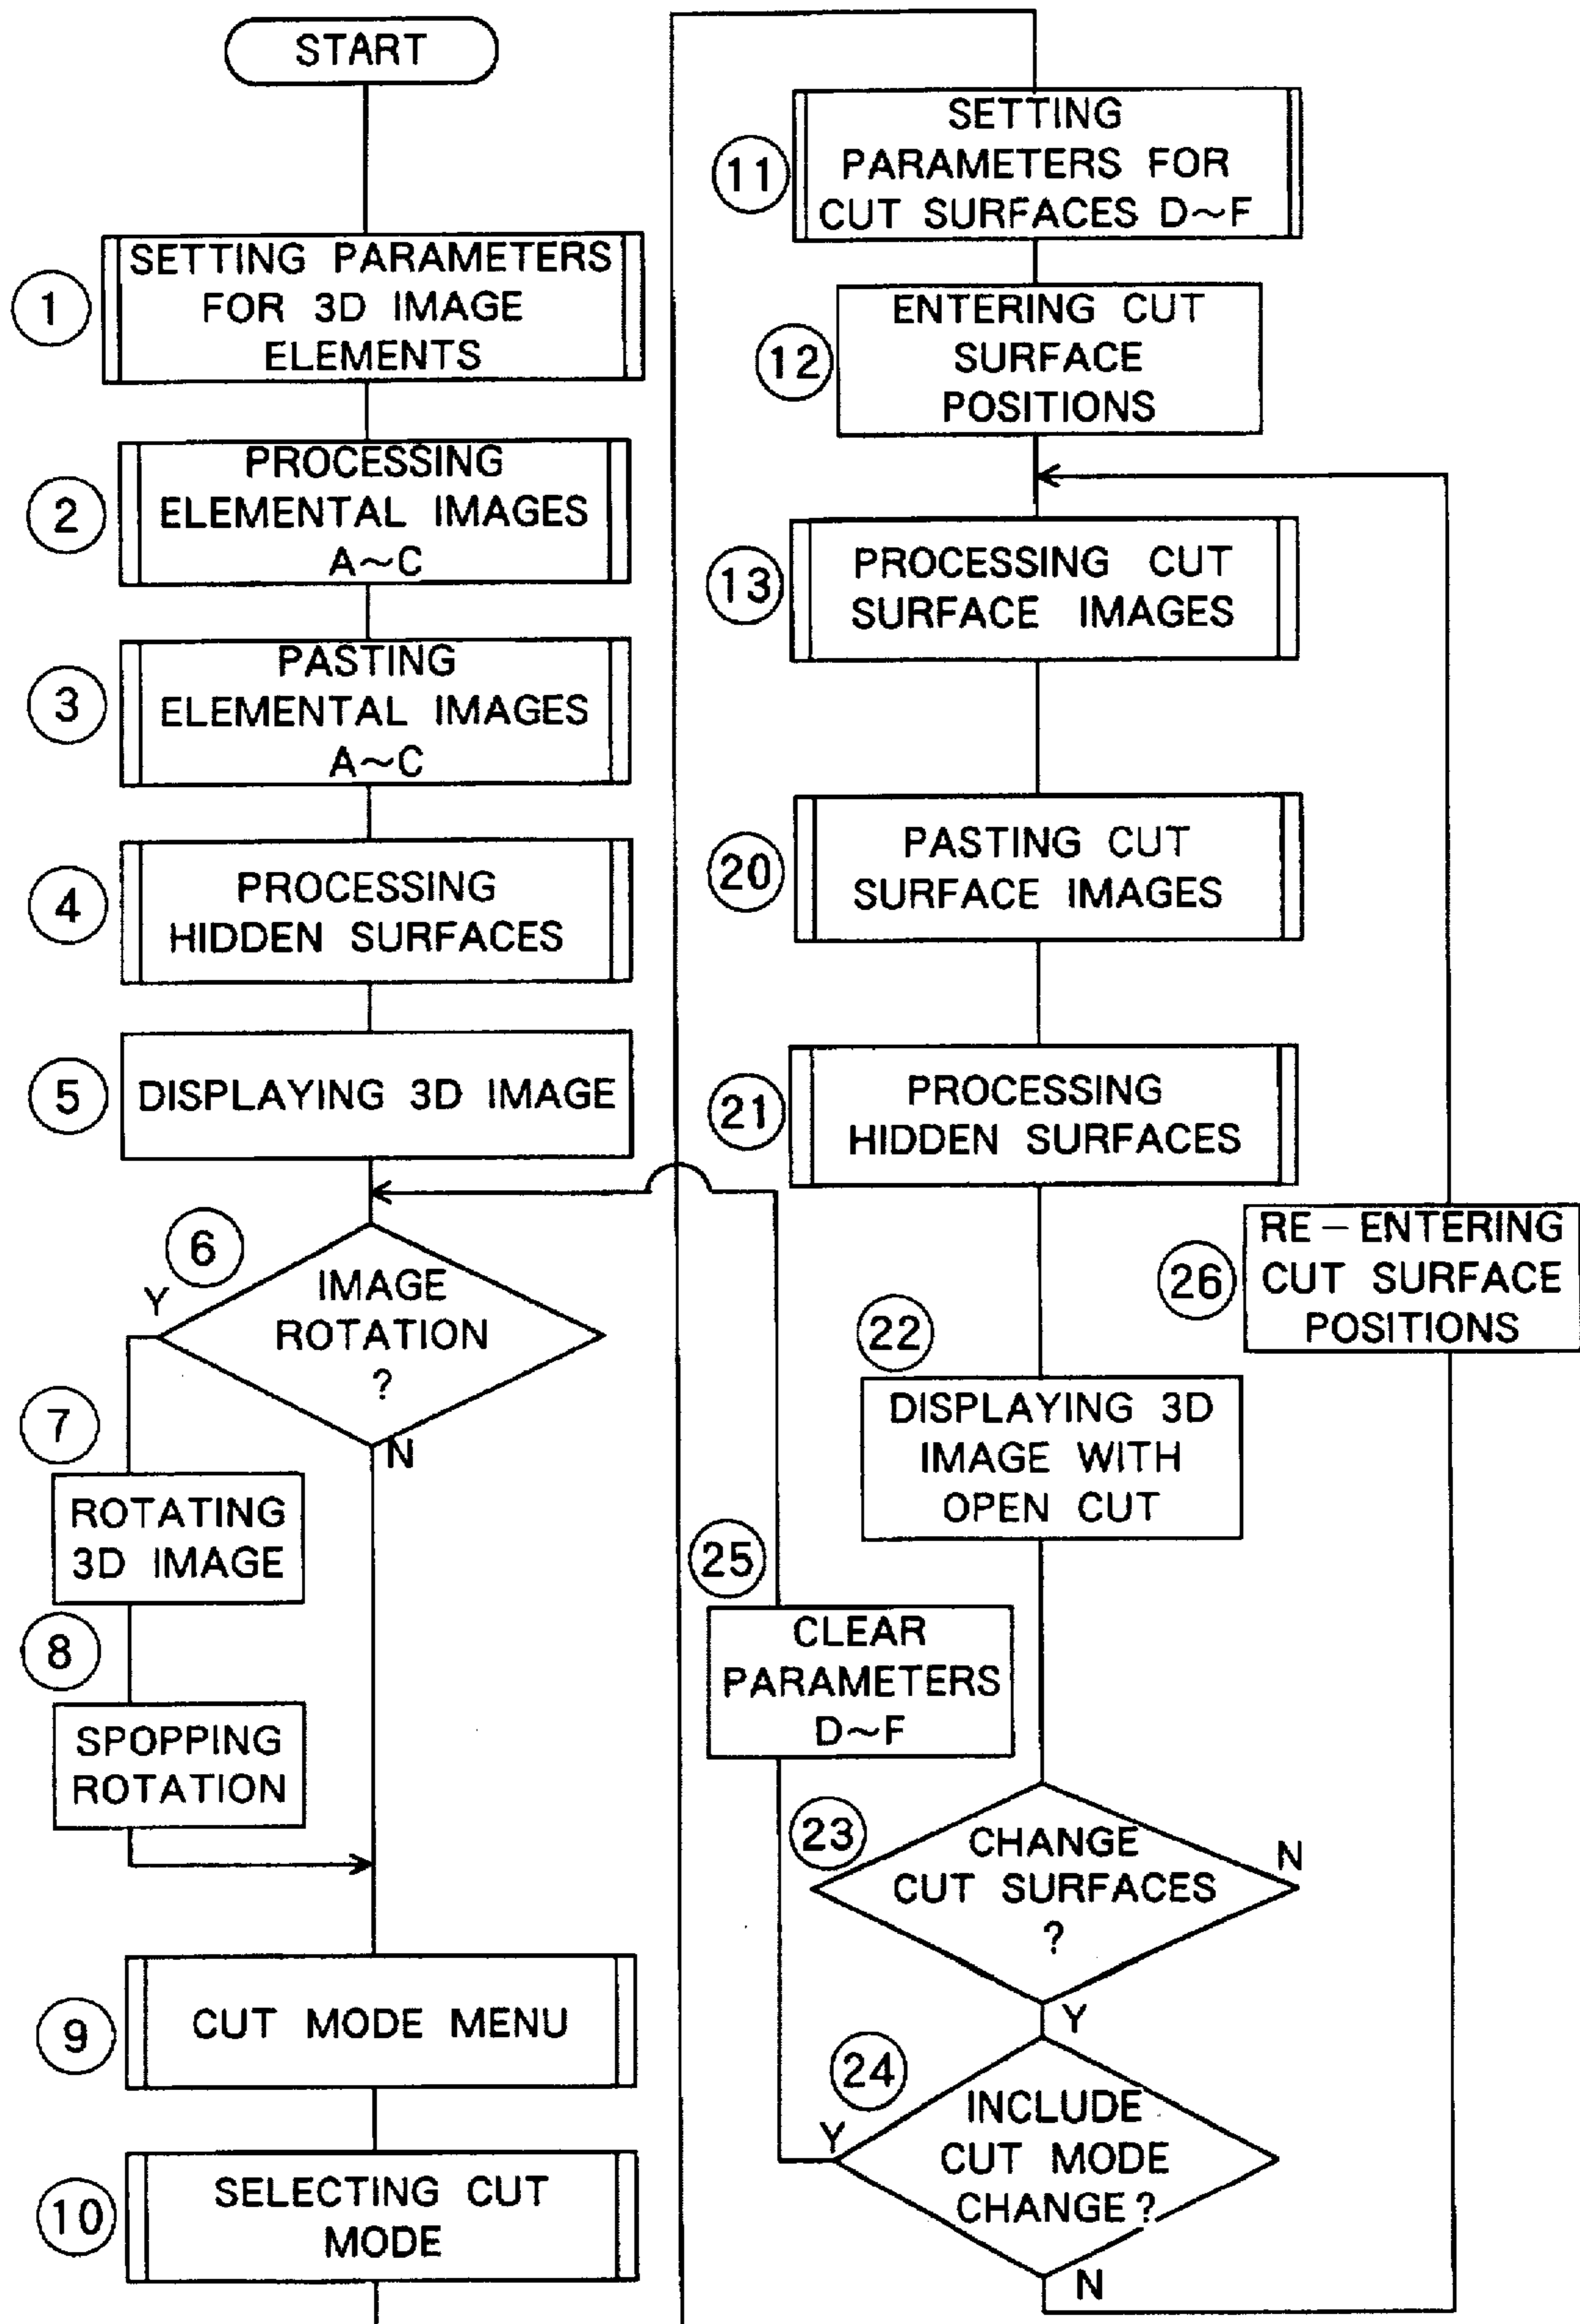 START
1
SETTING PARAMETERS
FOR 3D IMAGE
ELEMENTS
2
PROCESSING
ELEMENTAL IMAGES
A~C
3
PASTING
ELEMENTAL IMAGES
A~C
4
PROCESSING
HIDDEN SURFACES
5
DISPLAYING 3D IMAGE
6
IMAGE
ROTATION
?
Y
N
7
ROTATING
3D IMAGE
8
SPOPPING
ROTATION
9
CUT MODE MENU
10
SELECTING CUT
MODE
11
SETTING
PARAMETERS FOR
CUT SURFACES D~F
12
ENTERING CUT
SURFACE
POSITIONS
13
PROCESSING CUT
SURFACE IMAGES
20
PASTING CUT
SURFACE IMAGES
21
PROCESSING
HIDDEN SURFACES
22
DISPLAYING 3D
IMAGE WITH
OPEN CUT
23
CHANGE
CUT SURFACES
?
N
Y
24
INCLUDE
CUT MODE
CHANGE?
Y
N
25
CLEAR
PARAMETERS
D~F
26
RE-ENTERING
CUT SURFACE
POSITIONS